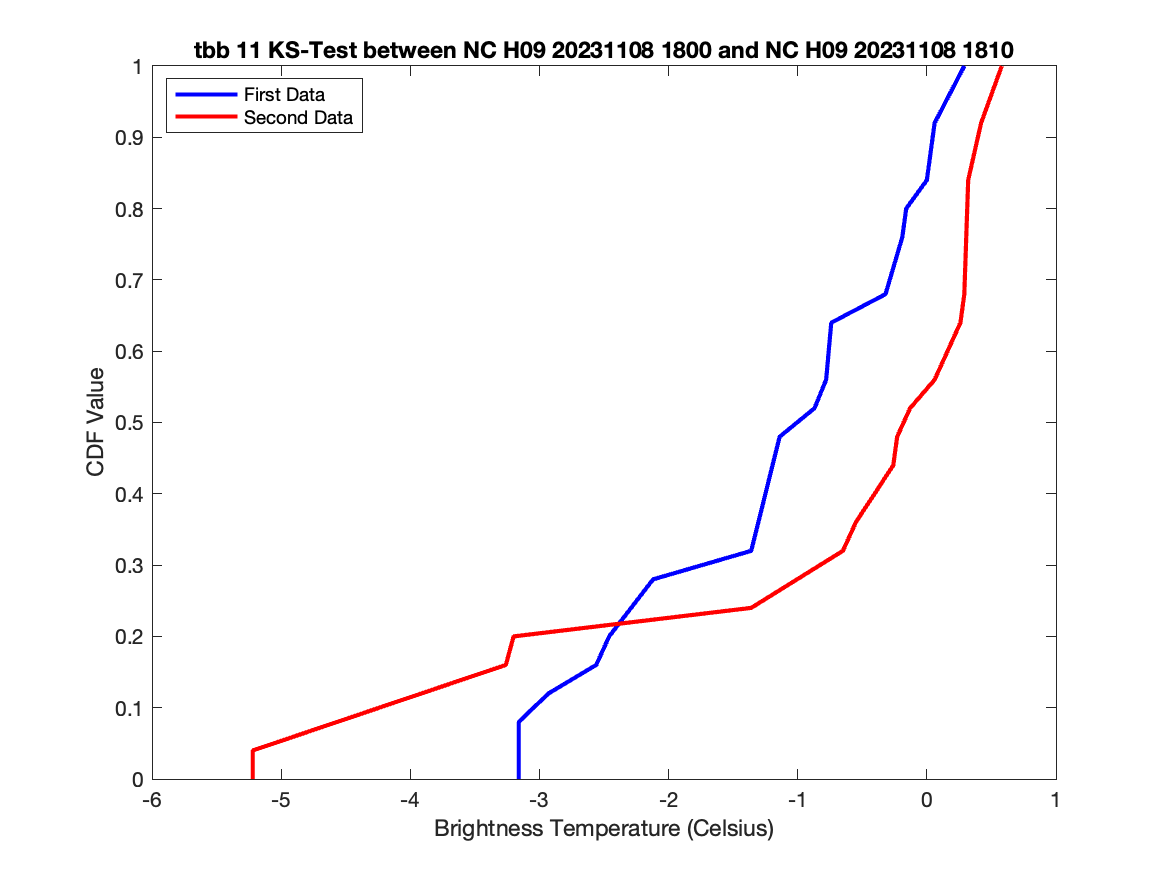 tbb 11 KS-Test between NC H09 20231108 1800 and NC H09 20231108 1810
First Data
Second Data
1
0.9
0.8
0.7
0.6
0.5
0.4
0.3
0.2
0.1
0
CDF Value
-6 -5 -4 -3 -2 -1 0 1
Brightness Temperature (Celsius)